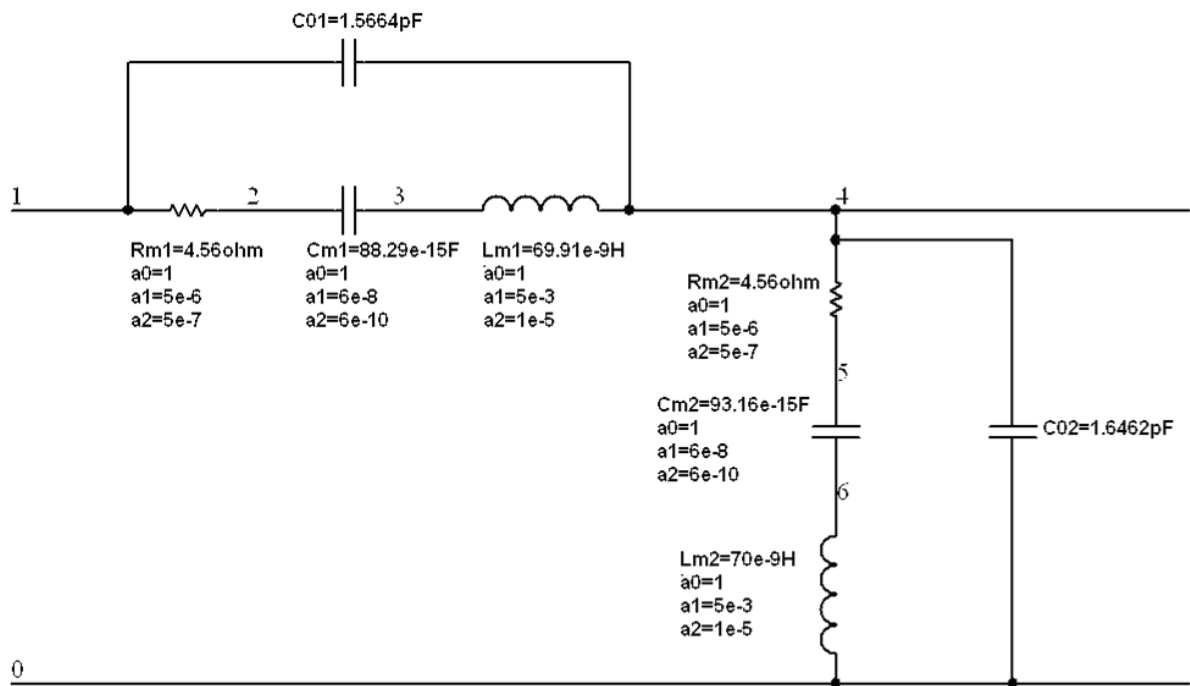 C01=1.5664pF
1
2
3
4
Rm1=4.56ohm
a0=1
a1=5e-6
a2=5e-7
Cm1=88.29e-15F
a0=1
a1=6e-8
a2=6e-10
Lm1=69.91e-9H
a0=1
a1=5e-3
a2=1e-5
Rm2=4.56ohm
a0=1
a1=5e-6
a2=5e-7
5
Cm2=93.16e-15F
a0=1
a1=6e-8
a2=6e-10
C02=1.6462pF
6
Lm2=70e-9H
a0=1
a1=5e-3
a2=1e-5
0